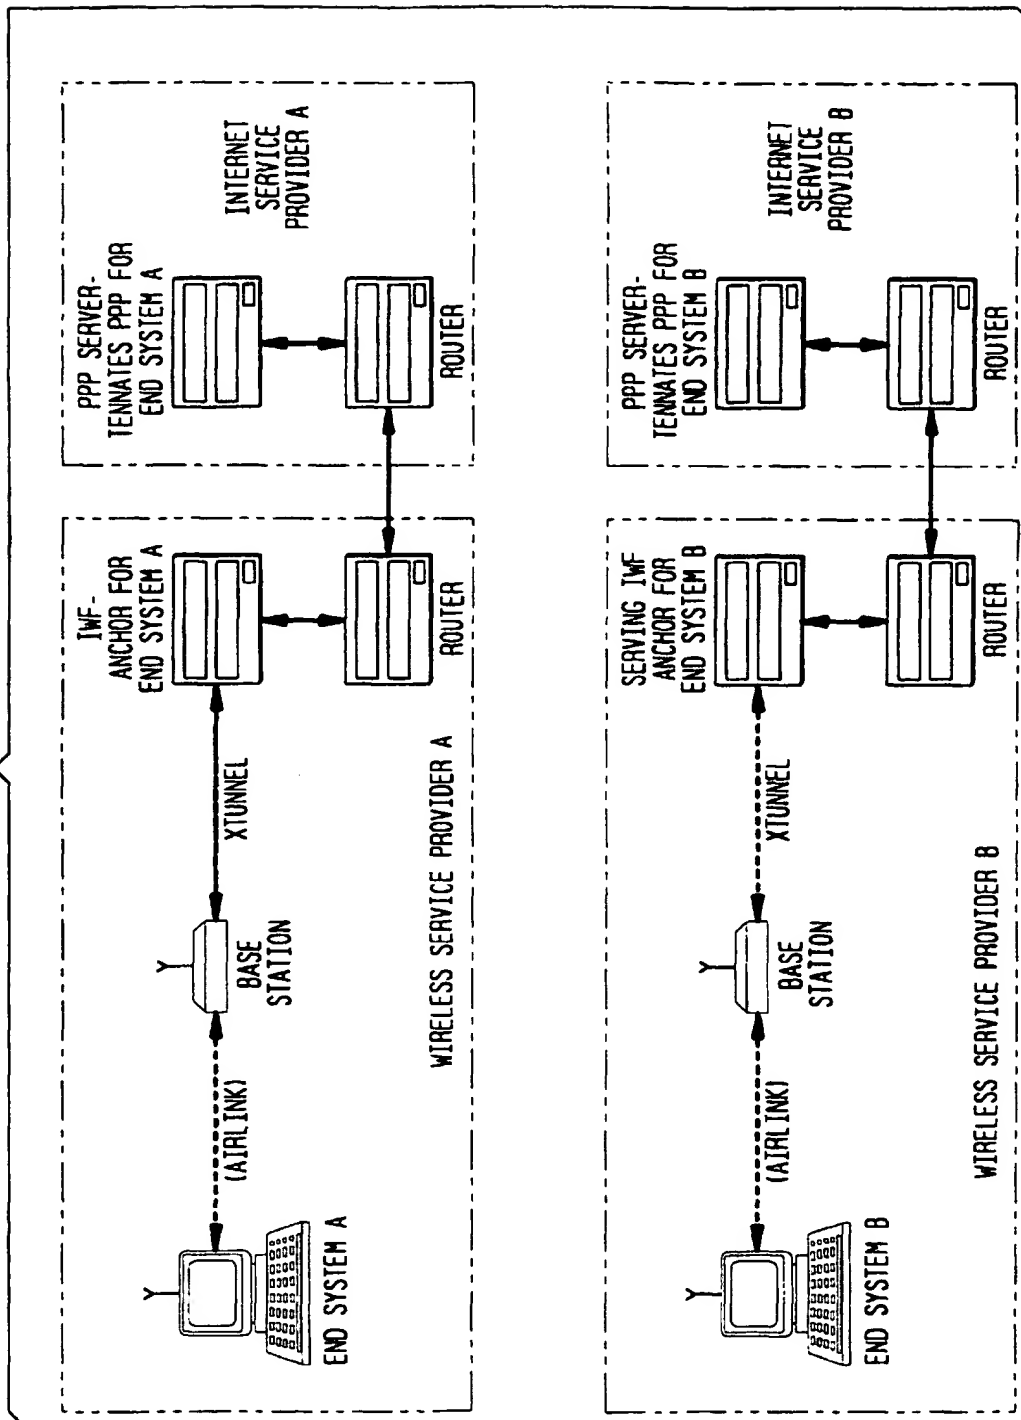 IWF-
ANCHOR FOR
END SYSTEM A
PPP SERVER-
TENNATES PPP FOR
END SYSTEM A
INTERNET
SERVICE
PROVIDER A
(AIRLINK)
XTUNNEL
BASE
STATION
END SYSTEM A
ROUTER
ROUTER
WIRELESS SERVICE PROVIDER A
SERVING IWF
ANCHOR FOR
END SYSTEM B
PPP SERVER-
TENNATES PPP FOR
END SYSTEM B
INTERNET
SERVICE
PROVIDER B
(AIRLINK)
XTUNNEL
BASE
STATION
END SYSTEM B
ROUTER
ROUTER
WIRELESS SERVICE PROVIDER B